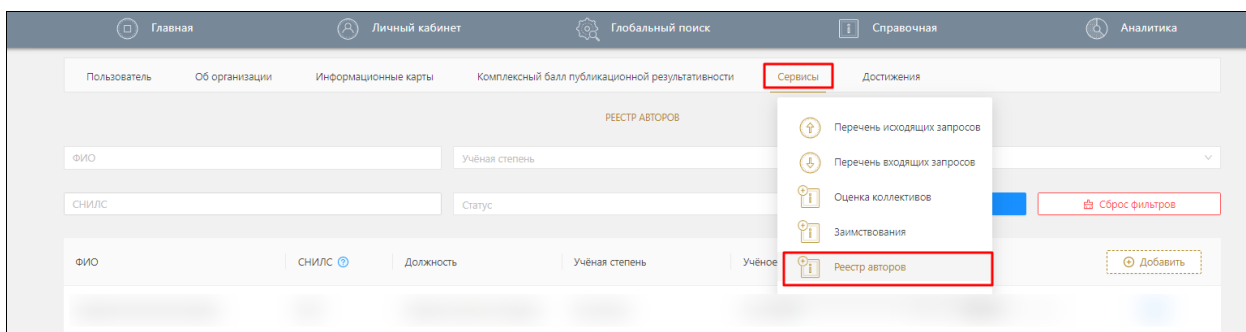 Главная Личный кабинет Глобальный поиск Справочная Аналитика
Пользователь Об организации Информационные карты Комплексный балл публикационной результативности Сервисы Достижения
РЕЕСТР АВТОРОВ
Перечень исходящих запросов
ФИО Учёная степень Перечень входящих запросов
СНИЛС Статус Оценка коллективов Сброс фильтров
Заимствования
ФИО СНИЛС Должность Учёная степень Учёное Реестр авторов Добавить